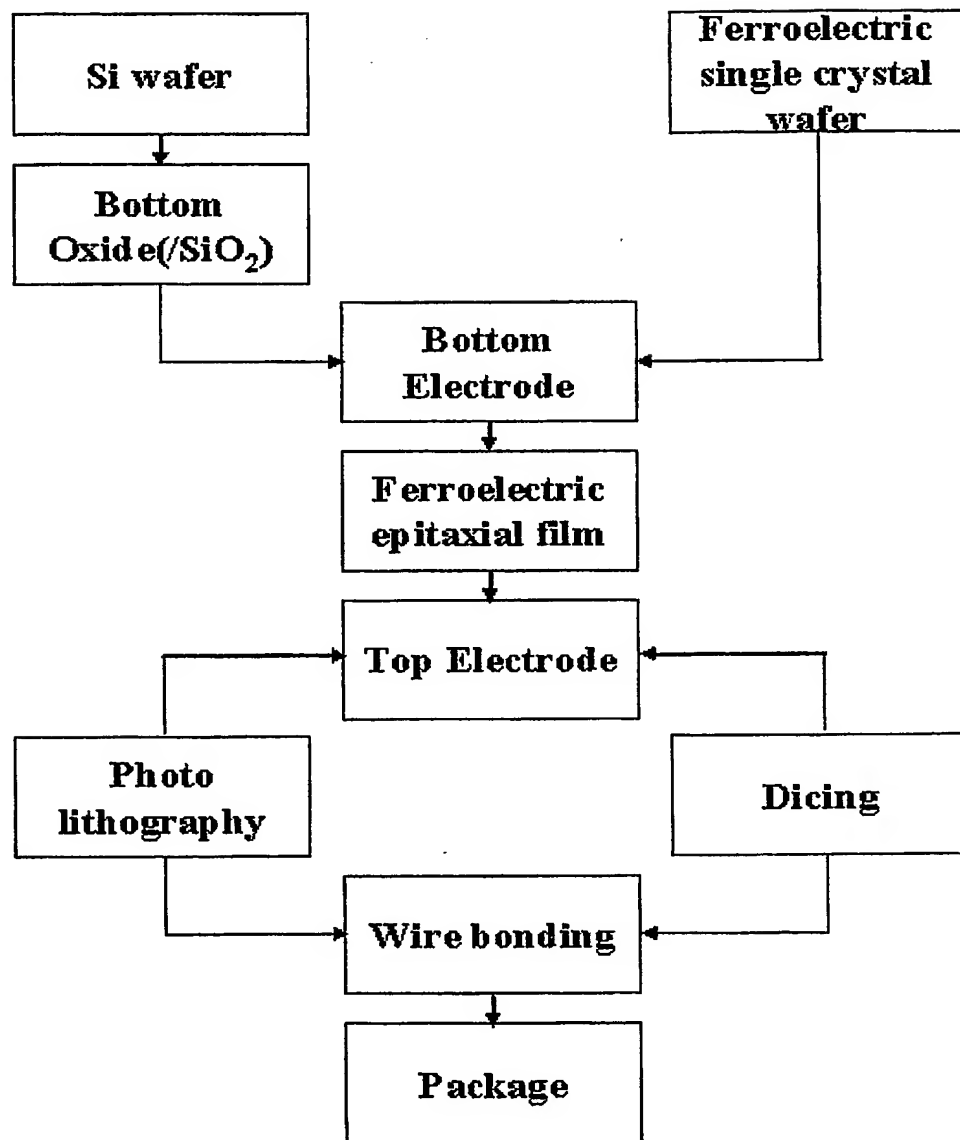 Si wafer
Ferroelectric
single crystal
wafer
Bottom
Oxide(/SiO₂)
Bottom
Electrode
Ferroelectric
epitaxial film
Top Electrode
Photo
lithography
Dicing
Wire bonding
Package